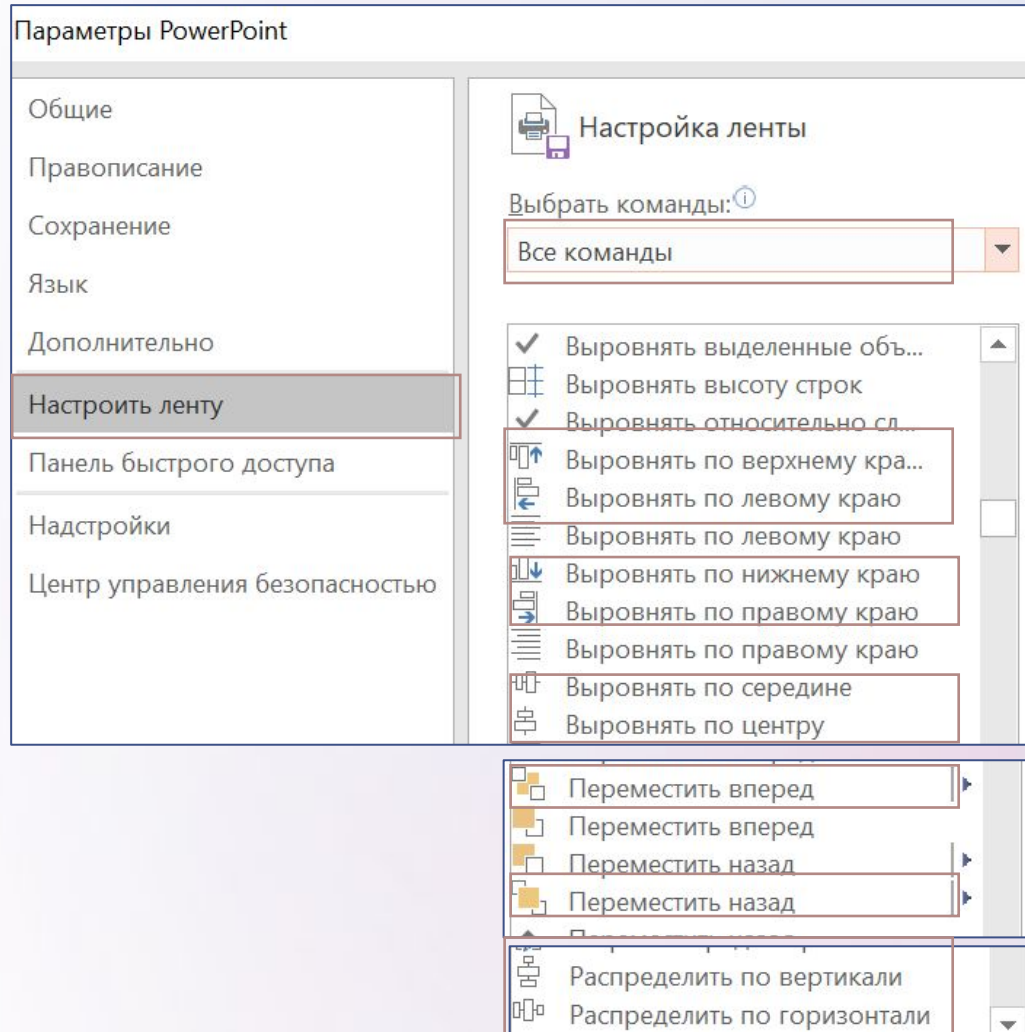 Параметры PowerPoint
Общие
Правописание
Сохранение
Язык
Дополнительно
Настроить ленту
Панель быстрого доступа
Надстройки
Центр управления безопасностью
Настройка ленты
Выбрать команды:
Все команды
Выровнять выделенные объ...
Выровнять высоту строк
Выровнять относительно сл...
Выровнять по верхнему кра...
Выровнять по левому краю
Выровнять по левому краю
Выровнять по нижнему краю
Выровнять по правому краю
Выровнять по правому краю
Выровнять по середине
Выровнять по центру
Переместить вперед
Переместить вперед
Переместить назад
Переместить назад
Распределить по вертикали
Распределить по горизонтали